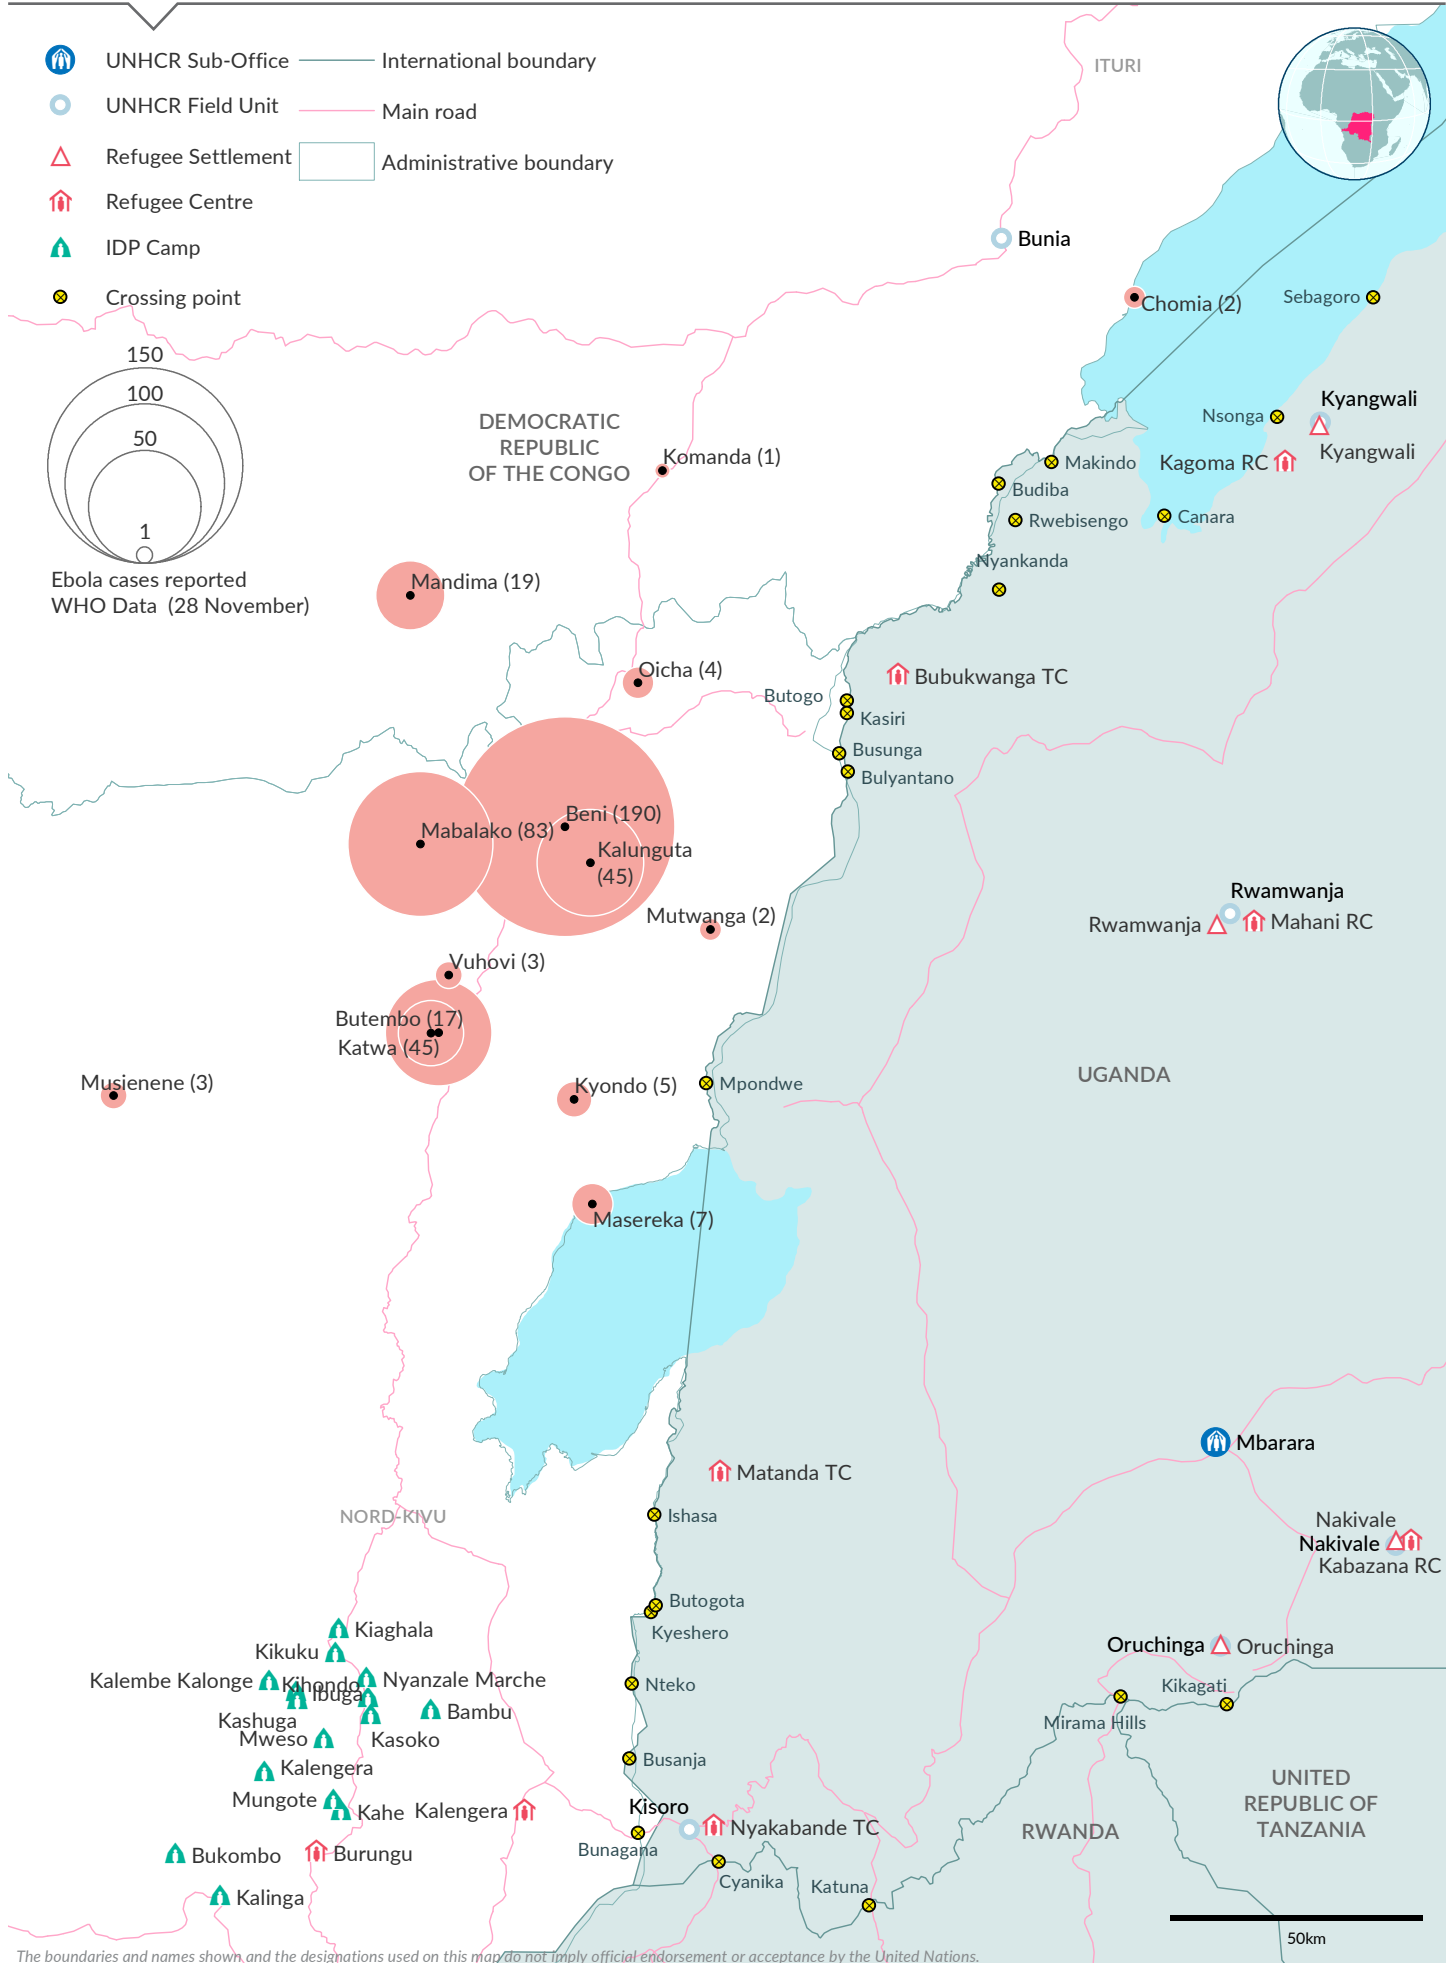 UNHCR Sub-Office
International boundary
UNHCR Field Unit
Main road
Refugee Settlement
Administrative boundary
Refugee Centre
IDP Camp
Crossing point
150
100
50
1
Ebola cases reported
WHO Data (28 November)
ITURI
Bunia
Chomia (2)
Sebagoro
DEMOCRATIC
REPUBLIC
OF THE CONGO
Komanda (1)
Nsonga
Kyangwali
Kyangwali
Makindo
Kagoma RC
Budiba
Rwebisengo
Canara
Nyankanda
Mandima (19)
Oicha (4)
Bubukwanga TC
Butogo
Kasiri
Busunga
Bulyantano
Beni (190)
Mabalako (83)
Kalunguta
(45)
Rwamwanja
Rwamwanja
Mahani RC
Mutwanga (2)
Vuhovi (3)
Butembo (17)
Katwa (45)
Musienene (3)
Kyondo (5)
Mpondwe
UGANDA
Masereka (7)
Mbarara
Matanda TC
NORD-KIVU
Ishasa
Nakivale
Nakivale
Kabazana RC
Butogota
Kyeshero
Kiaghala
Kikuku
Oruchinga
Oruchinga
Kalembe Kalonge
Kihondo
Nyanzale Marche
Ibuga
Nteko
Kikagati
Bambu
Kashuga
Mirama Hills
Mweso
Kasoko
Busanja
Kalengera
UNITED
REPUBLIC OF
TANZANIA
Mungote
Kahe
Kalengera
Kisoro
Nyakabande TC
RWANDA
Bukombo
Burungu
Bunagana
Cyanika
Katuna
Kalinga
50km
The boundaries and names shown and the designations used on this map do not imply official endorsement or acceptance by the United Nations.